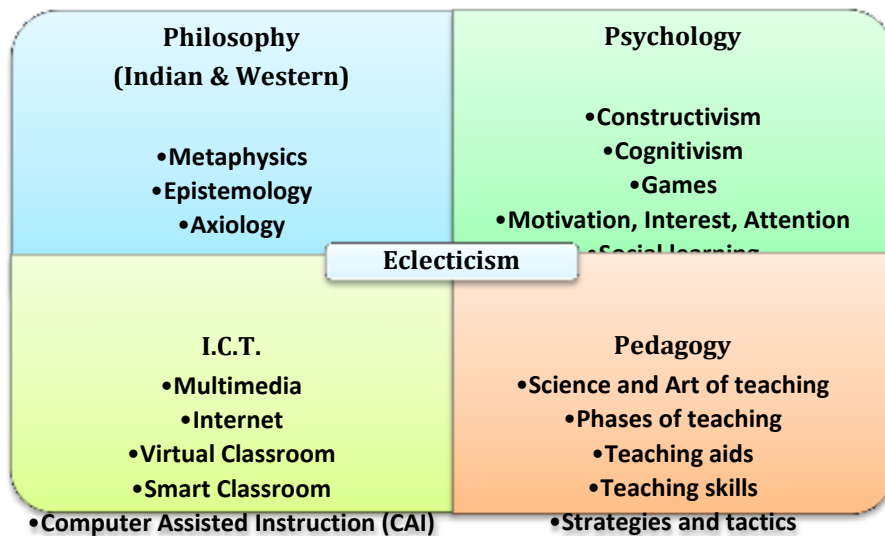 Philosophy
(Indian & Western)
•Metaphysics
•Epistemology
•Axiology
Psychology
•Constructivism
•Cognitivism
•Games
•Motivation, Interest, Attention
•Social learning
Eclecticism
I.C.T.
•Multimedia
•Internet
•Virtual Classroom
•Smart Classroom
•Computer Assisted Instruction (CAI)
Pedagogy
•Science and Art of teaching
•Phases of teaching
•Teaching aids
•Teaching skills
•Strategies and tactics